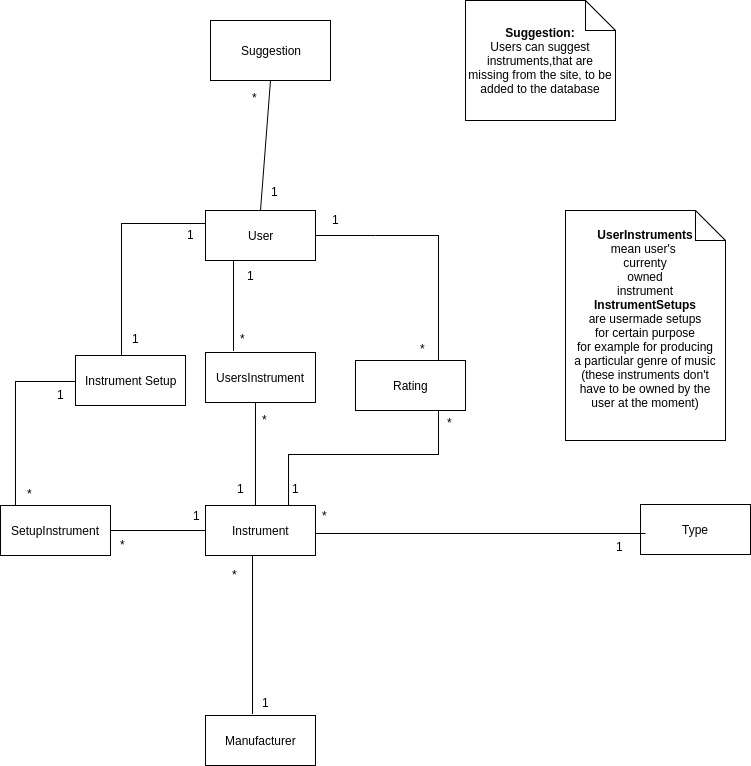 Suggestion
Suggestion:
Users can suggest
instruments,that are
missing from the site, to be
added to the database
*
1
User
1
1
1
*
1
*
Instrument Setup
UsersInstrument
Rating
1
*
*
1
1
*
SetupInstrument
*
1
Instrument
*
1
Type
*
1
Manufacturer
UserInstruments
mean user's
currenty
owned
instrument
InstrumentSetups
are usermade setups
for certain purpose
for example for producing
a particular genre of music
(these instruments don't
have to be owned by the
user at the moment)